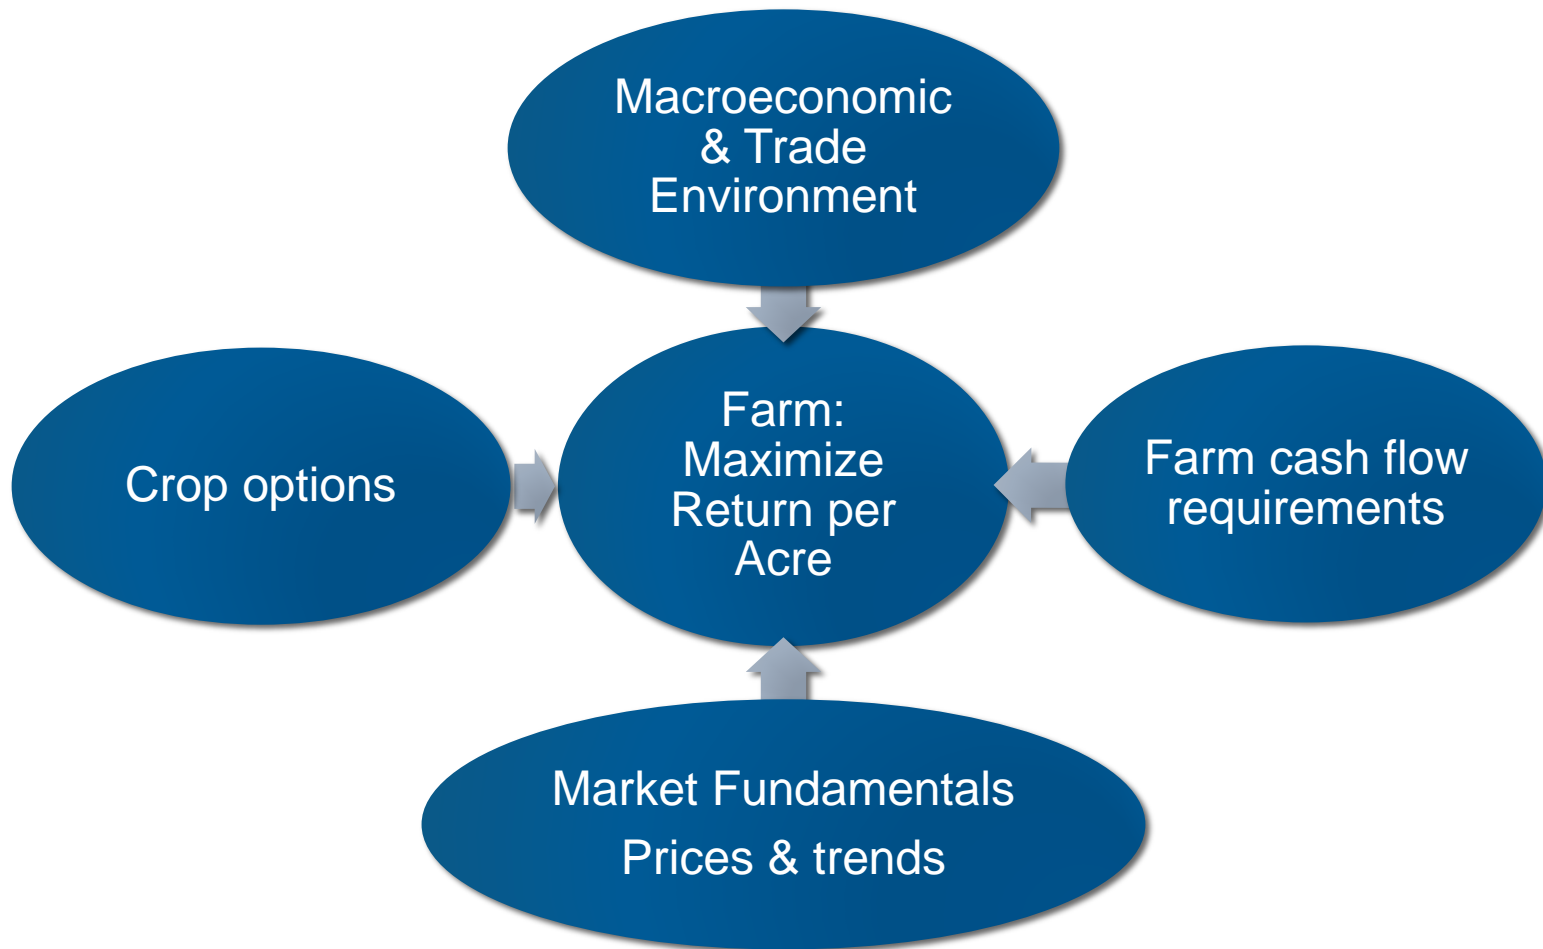 Macroeconomic
& Trade
Environment
Crop options
Farm:
Maximize
Return per
Acre
Farm cash flow
requirements
Market Fundamentals
Prices & trends